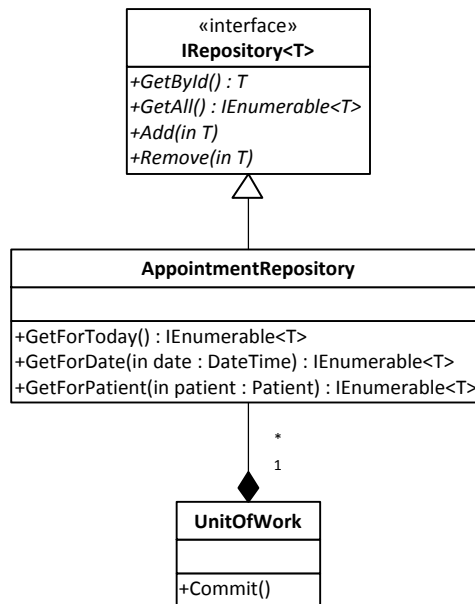 «interface»
IRepository<T>
+GetById() : T
+GetAll() : IEnumerable<T>
+Add(in T)
+Remove(in T)
AppointmentRepository
+GetForToday() : IEnumerable<T>
+GetForDate(in date : DateTime) : IEnumerable<T>
+GetForPatient(in patient : Patient) : IEnumerable<T>
*
1
UnitOfWork
+Commit()